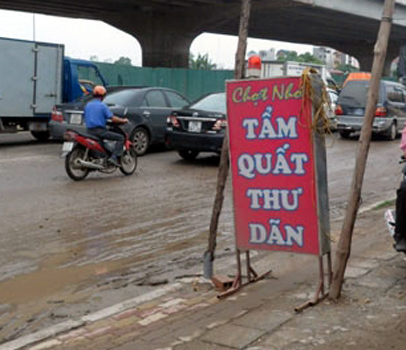 Chợt Nhớ
TẨM
QUẤT
THƯ
DÃN